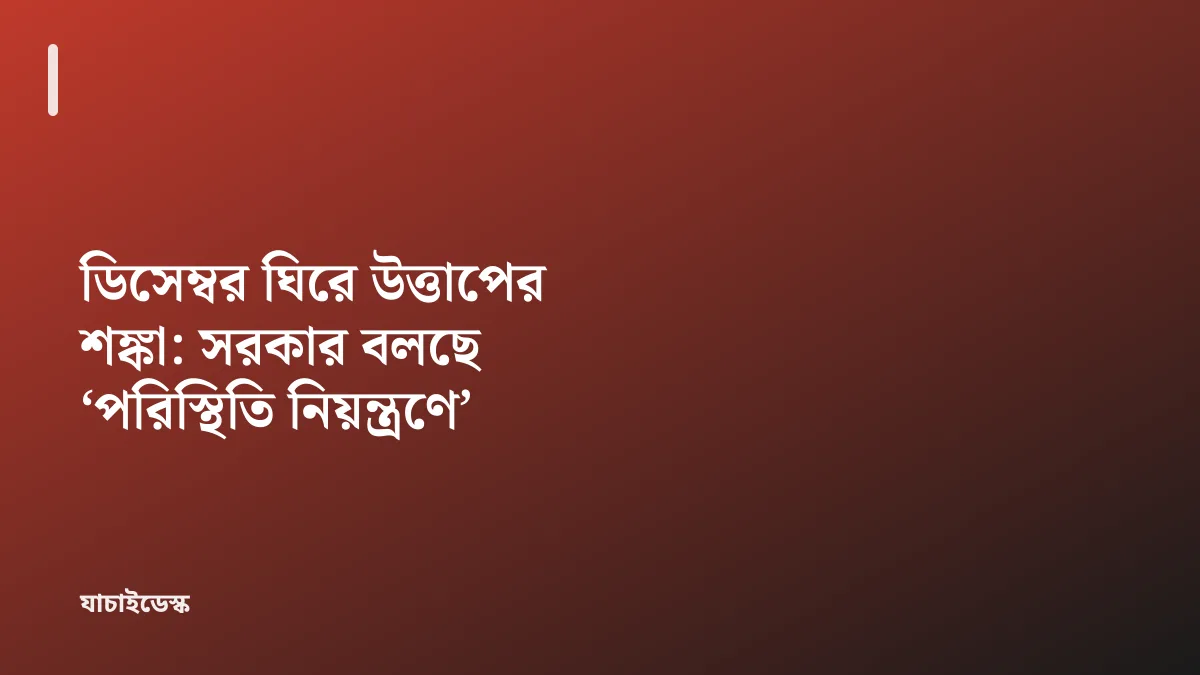 ডিসেম্বর ঘিরে উত্তাপের
শঙ্কা: সরকার বলছে
‘পরিস্থিতি নিয়ন্ত্রণে’
যাচাইডেস্ক